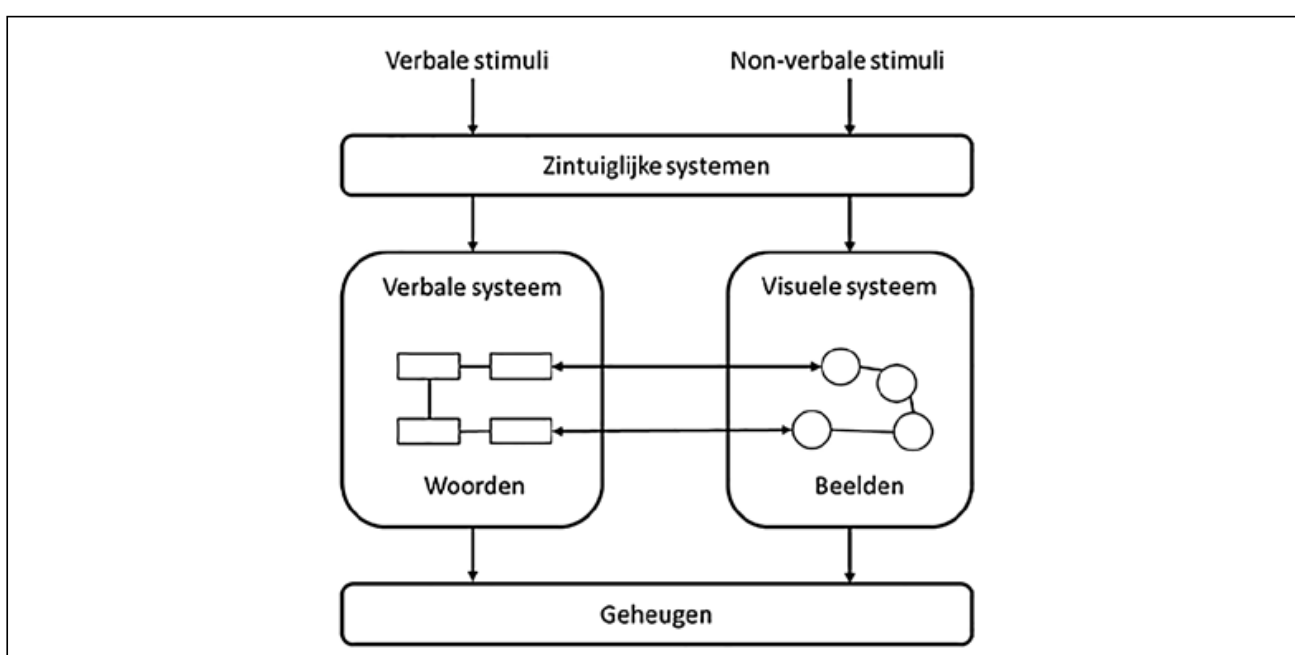 Verbale stimuli
Non-verbale stimuli
Zintuiglijke systemen
Verbale systeem
Visuele systeem
Woorden
Beelden
Geheugen